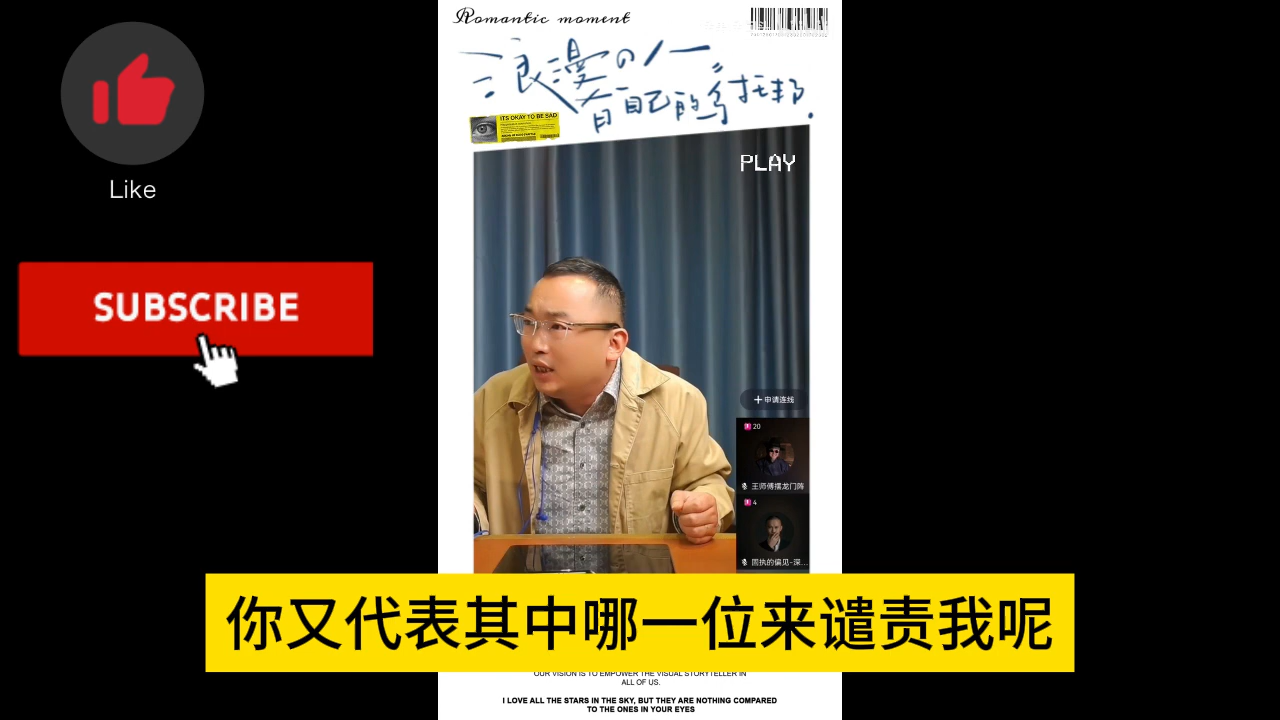 Romantic moment
浪漫の人
有自己的乌托邦.
ITS OKAY TO BE SAD
PLAY
Like
SUBSCRIBE
申请连线
20
王师傅摆龙门阵
4
固执的偏见-深...
你又代表其中哪一位来谴责我呢
OUR VISION IS TO EMPOWER THE VISUAL STORYTELLER IN
ALL OF US.
I LOVE ALL THE STARS IN THE SKY, BUT THEY ARE NOTHING COMPARED
TO THE ONES IN YOUR EYES